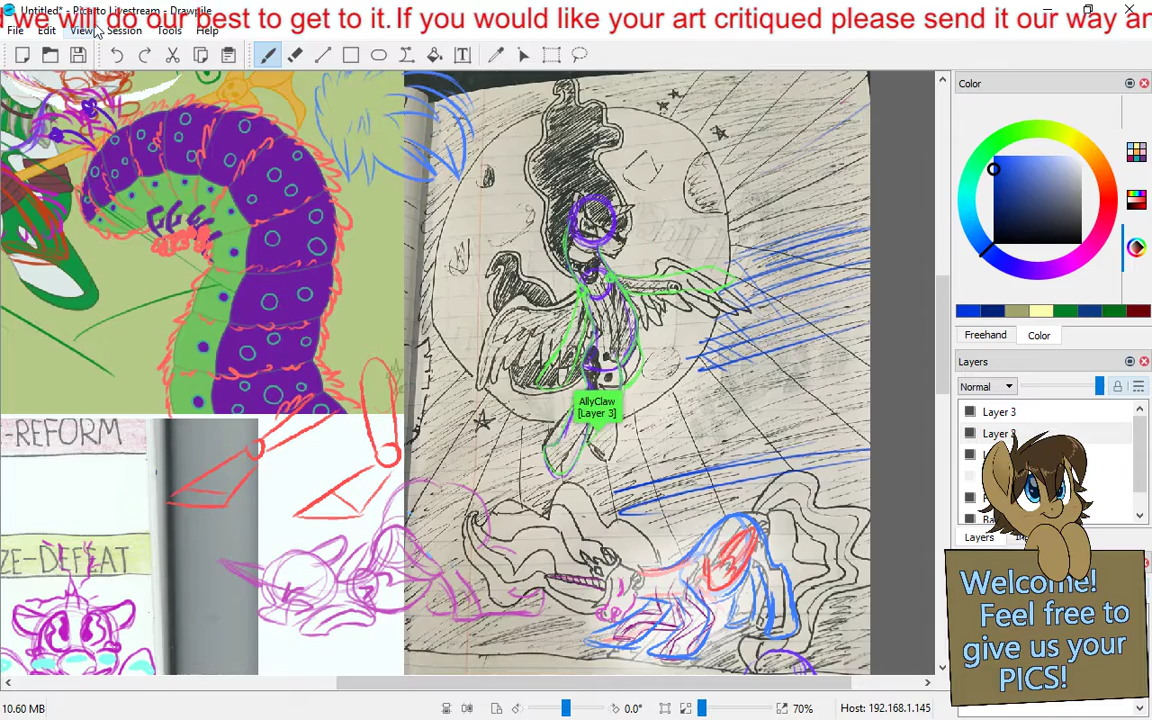 Untitled* - Picarto Livestream - Drawpile
we will do our best to get to it. If you would like your art critiqued please send it our way
File Edit View Session Tools Help
Color
Freehand Color
Layers
Normal
Layer 3
AllyClaw
[Layer 3]
-REFORM
ZE-DEFEAT
Layers
Welcome!
Feel free to
give us your
PICS!
10.60 MB 0.0° 70% Host: 192.168.1.145